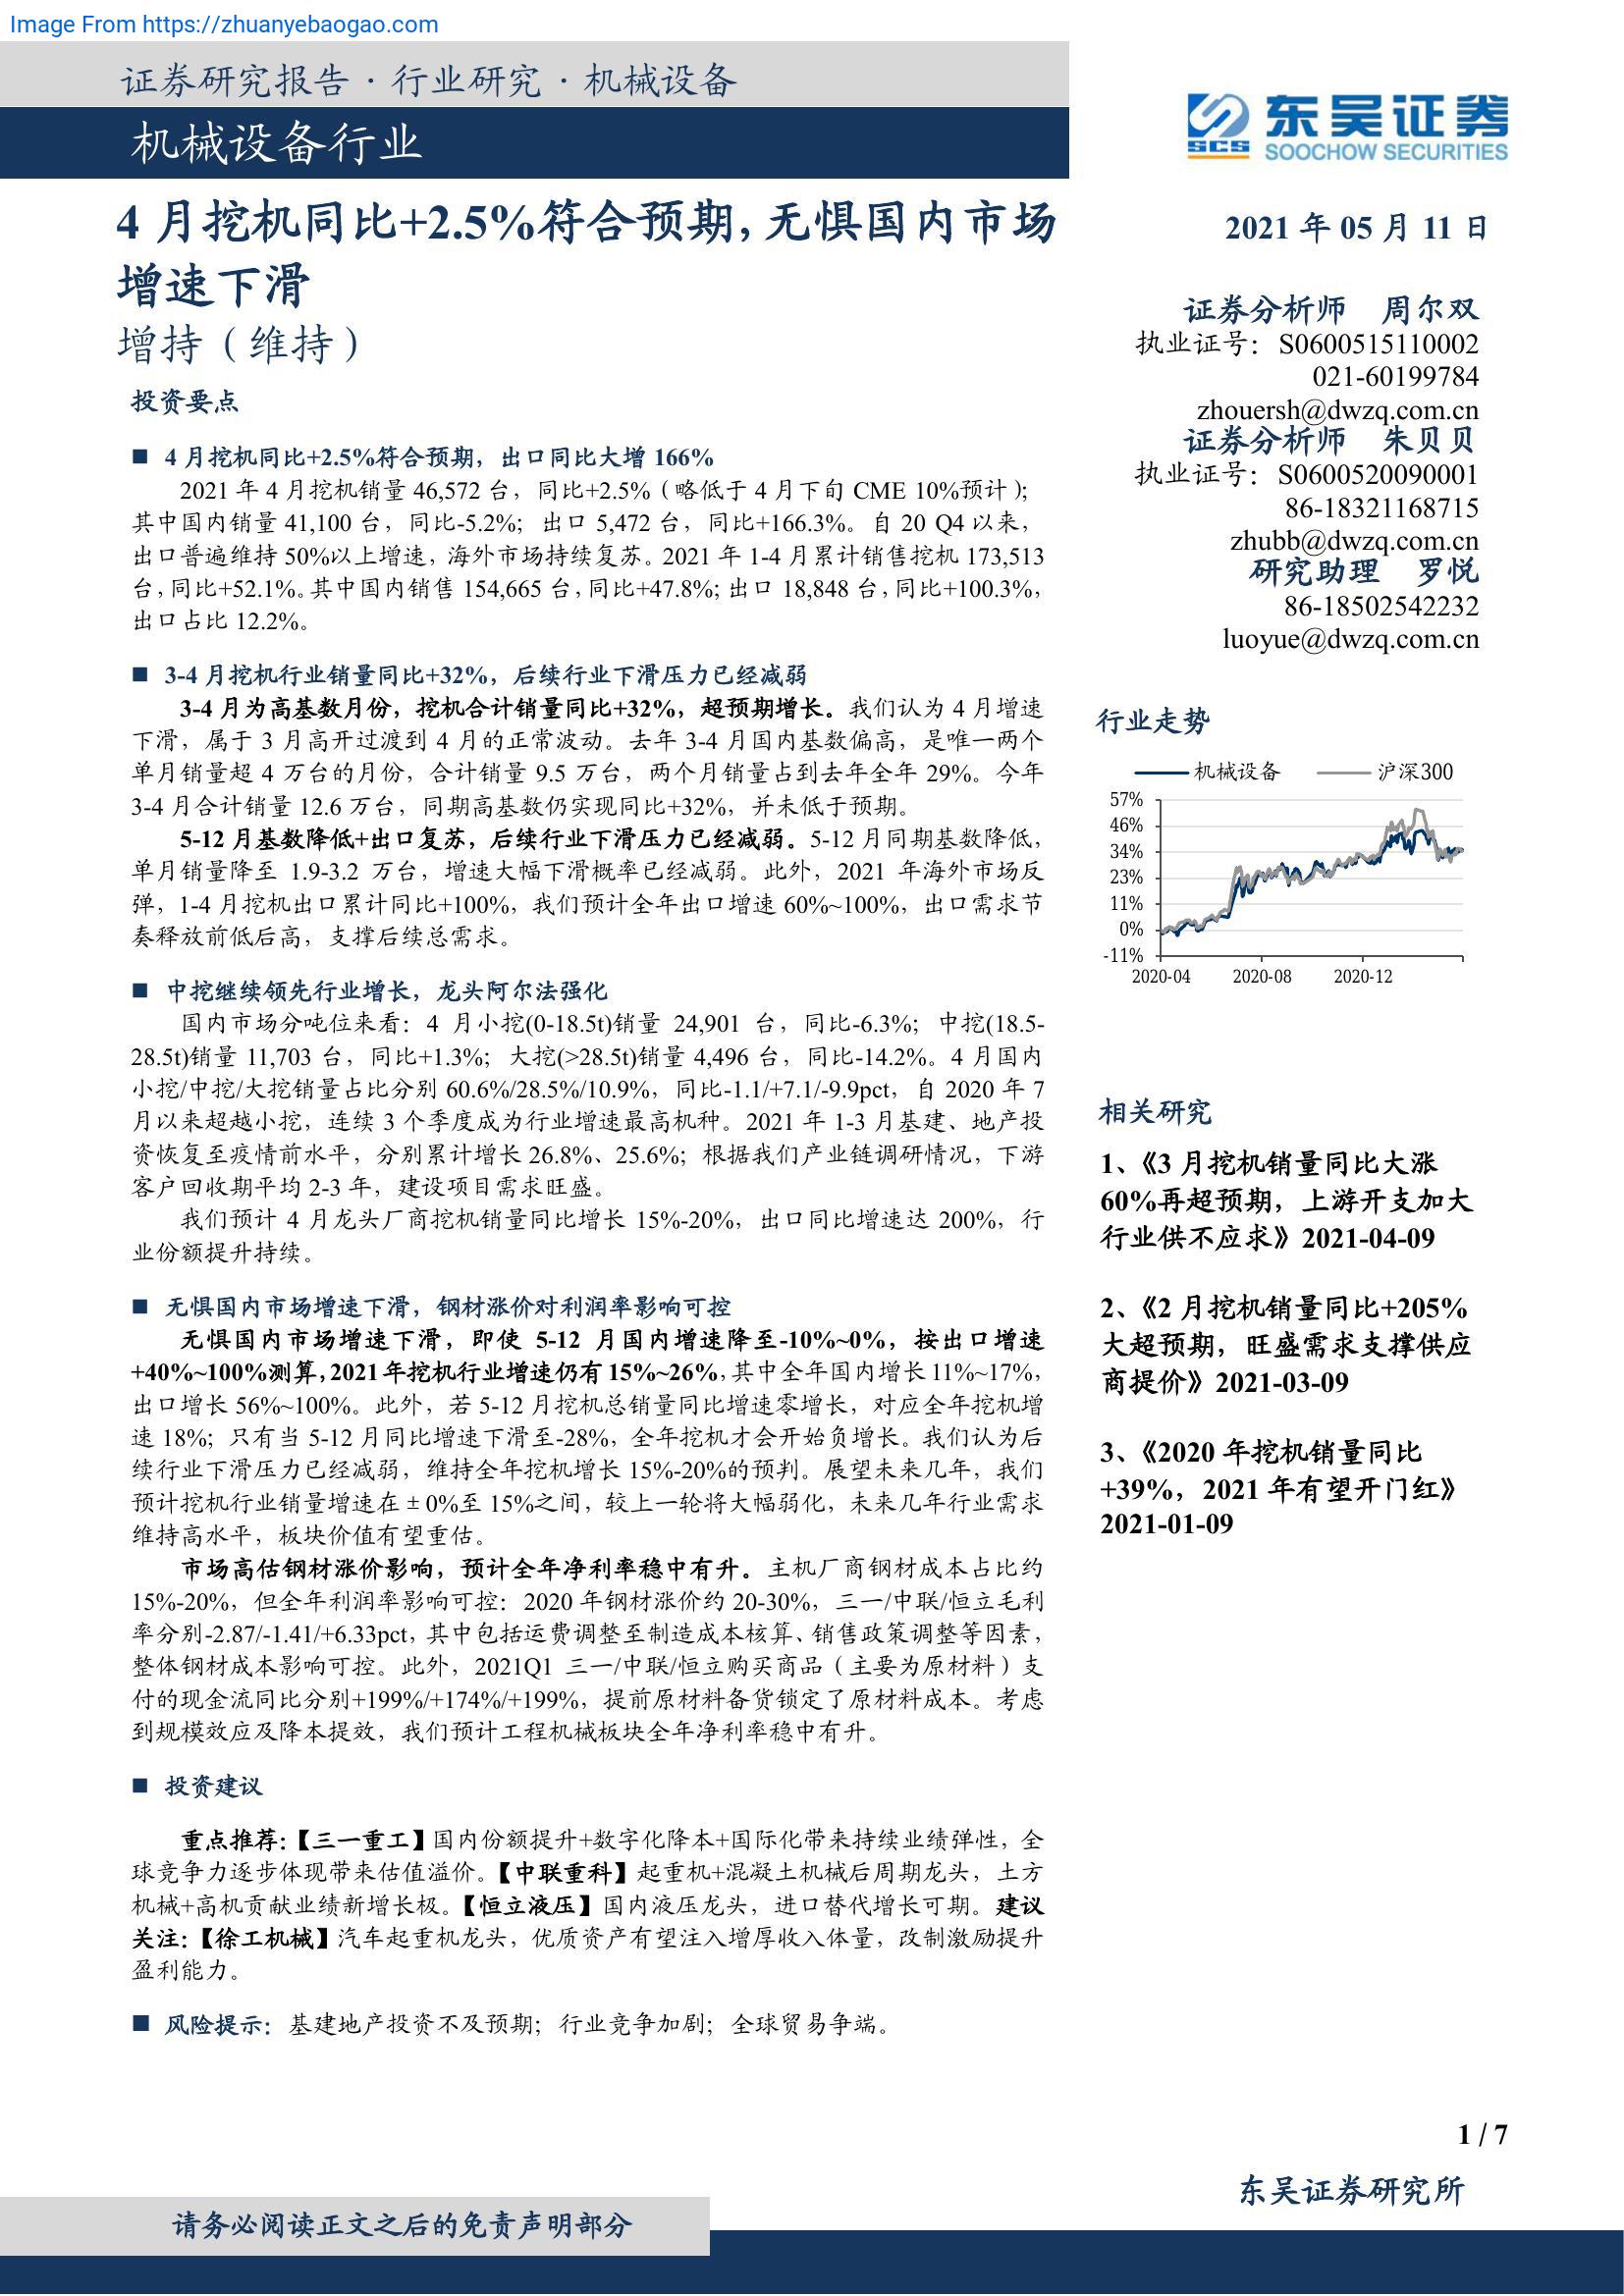 Image From https://zhuanyebaogao.com
证券研究报告·行业研究·机械设备
机械设备行业
东吴证券
SCS
SOOCHOW SECURITIES
4 月挖机同比+2.5%符合预期，无惧国内市场
增速下滑
增持（维持）
投资要点
■ 4 月挖机同比+2.5%符合预期，出口同比大增 166%
2021 年 4 月挖机销量 46,572 台，同比+2.5%（略低于 4 月下旬 CME 10%预计）；
其中国内销量 41,100 台，同比-5.2%；出口 5,472 台，同比+166.3%。自 20 Q4 以来，
出口普遍维持 50%以上增速，海外市场持续复苏。2021 年 1-4 月累计销售挖机 173,513
台，同比+52.1%。其中国内销售 154,665 台，同比+47.8%；出口 18,848 台，同比+100.3%，
出口占比 12.2%。
■ 3-4 月挖机行业销量同比+32%，后续行业下滑压力已经减弱
3-4 月为高基数月份，挖机合计销量同比+32%，超预期增长。我们认为 4 月增速
下滑，属于 3 月高开过渡到 4 月的正常波动。去年 3-4 月国内基数偏高，是唯一两个
单月销量超 4 万台的月份，合计销量 9.5 万台，两个月销量占到去年全年 29%。今年
3-4 月合计销量 12.6 万台，同期高基数仍实现同比+32%，并未低于预期。
5-12 月基数降低+出口复苏，后续行业下滑压力已经减弱。5-12 月同期基数降低，
单月销量降至 1.9-3.2 万台，增速大幅下滑概率已经减弱。此外，2021 年海外市场反
弹，1-4 月挖机出口累计同比+100%，我们预计全年出口增速 60%~100%，出口需求节
奏释放前低后高，支撑后续总需求。
■ 中挖继续领先行业增长，龙头阿尔法强化
国内市场分吨位来看：4 月小挖(0-18.5t)销量 24,901 台，同比-6.3%；中挖(18.5-
28.5t)销量 11,703 台，同比+1.3%；大挖(>28.5t)销量 4,496 台，同比-14.2%。4 月国内
小挖/中挖/大挖销量占比分别 60.6%/28.5%/10.9%，同比-1.1/+7.1/-9.9pct，自 2020 年 7
月以来超越小挖，连续 3 个季度成为行业增速最高机种。2021 年 1-3 月基建、地产投
资恢复至疫情前水平，分别累计增长 26.8%、25.6%；根据我们产业链调研情况，下游
客户回收期平均 2-3 年，建设项目需求旺盛。
我们预计 4 月龙头厂商挖机销量同比增长 15%-20%，出口同比增速达 200%，行
业份额提升持续。
■ 无惧国内市场增速下滑，钢材涨价对利润率影响可控
无惧国内市场增速下滑，即使 5-12 月国内增速降至-10%~0%，按出口增速
+40%~100%测算，2021 年挖机行业增速仍有 15%~26%，其中全年国内增长 11%~17%，
出口增长 56%~100%。此外，若 5-12 月挖机总销量同比增速零增长，对应全年挖机增
速 18%；只有当 5-12 月同比增速下滑至-28%，全年挖机才会开始负增长。我们认为后
续行业下滑压力已经减弱，维持全年挖机增长 15%-20%的预判。展望未来几年，我们
预计挖机行业销量增速在±0%至 15%之间，较上一轮将大幅弱化，未来几年行业需求
维持高水平，板块价值有望重估。
市场高估钢材涨价影响，预计全年净利率稳中有升。主机厂商钢材成本占比约
15%-20%，但全年利润率影响可控：2020 年钢材涨价约 20-30%，三一/中联/恒立毛利
率分别-2.87/-1.41/+6.33pct，其中包括运费调整至制造成本核算、销售政策调整等因素，
整体钢材成本影响可控。此外，2021Q1 三一/中联/恒立购买商品（主要为原材料）支
付的现金流同比分别+199%/+174%/+199%，提前原材料备货锁定了原材料成本。考虑
到规模效应及降本提效，我们预计工程机械板块全年净利率稳中有升。
■ 投资建议
重点推荐：【三一重工】国内份额提升+数字化降本+国际化带来持续业绩弹性，全
球竞争力逐步体现带来估值溢价。【中联重科】起重机+混凝土机械后周期龙头，土方
机械+高机贡献业绩新增长极。【恒立液压】国内液压龙头，进口替代增长可期。建议
关注：【徐工机械】汽车起重机龙头，优质资产有望注入增厚收入体量，改制激励提升
盈利能力。
■ 风险提示：基建地产投资不及预期；行业竞争加剧；全球贸易争端。
2021 年 05 月 11 日
证券分析师 周尔双
执业证号：S0600515110002
021-60199784
zhouersh@dwzq.com.cn
证券分析师 朱贝贝
执业证号：S0600520090001
86-18321168715
zhubb@dwzq.com.cn
研究助理 罗悦
86-18502542232
luoyue@dwzq.com.cn
行业走势
机械设备 沪深300
57%
46%
34%
23%
11%
0%
-11%
2020-04 2020-08 2020-12
相关研究
1、《3 月挖机销量同比大涨
60%再超预期，上游开支加大
行业供不应求》2021-04-09
2、《2 月挖机销量同比+205%
大超预期，旺盛需求支撑供应
商提价》2021-03-09
3、《2020 年挖机销量同比
+39%，2021 年有望开门红》
2021-01-09
1 / 7
东吴证券研究所
请务必阅读正文之后的免责声明部分